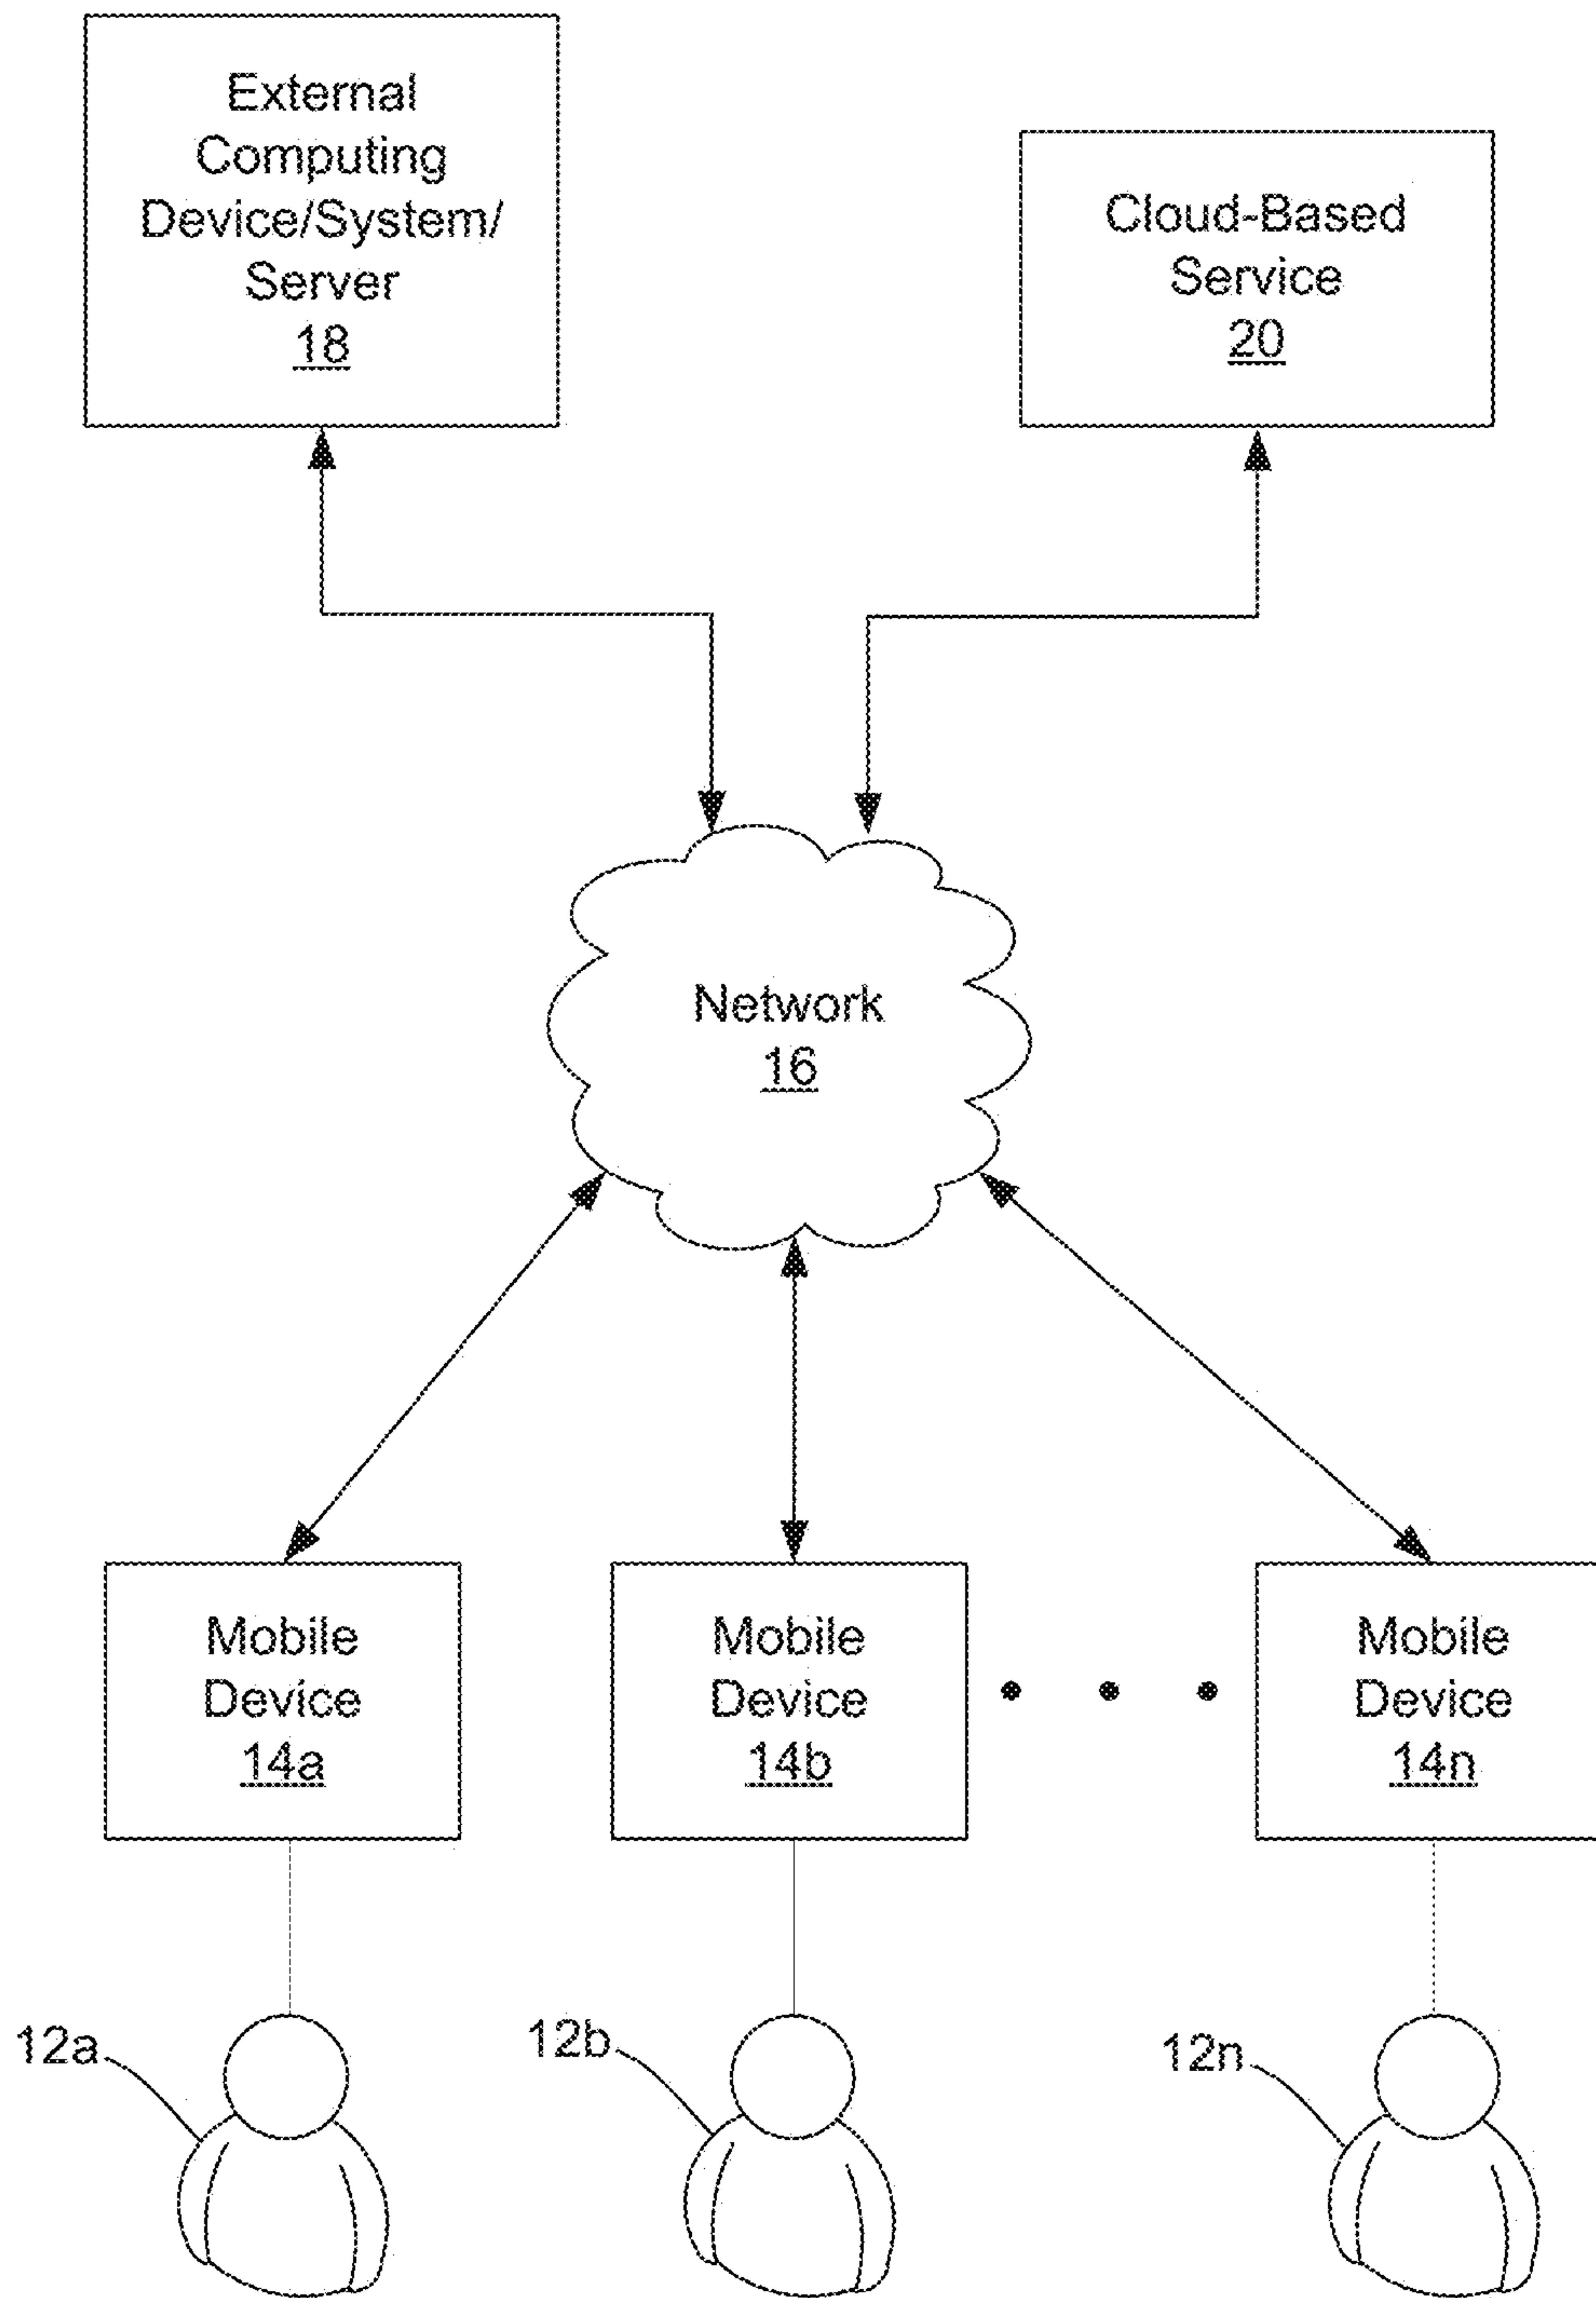 External
Computing
Device/System/
Server
18
Cloud-Based
Service
20
Network
16
Mobile
Device
14a
Mobile
Device
14b
Mobile
Device
14n
12a
12b
12n